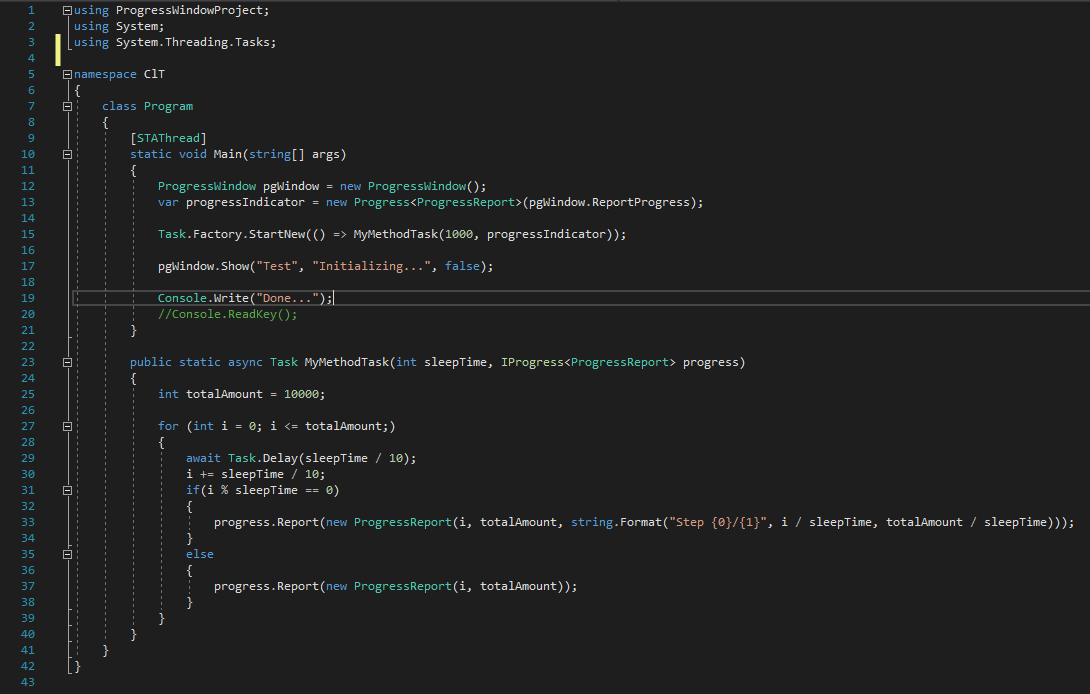 1 using ProgressWindowProject;
2 using System;
3 using System.Threading.Tasks;
4
5 namespace ClT
6 {
7     class Program
8     {
9         [STAThread]
10         static void Main(string[] args)
11         {
12             ProgressWindow pgWindow = new ProgressWindow();
13             var progressIndicator = new Progress<ProgressReport>(pgWindow.ReportProgress);
14
15             Task.Factory.StartNew(() => MyMethodTask(1000, progressIndicator));
16
17             pgWindow.Show("Test", "Initializing...", false);
18
19             Console.Write("Done...");
20             //Console.ReadKey();
21         }
22
23         public static async Task MyMethodTask(int sleepTime, IProgress<ProgressReport> progress)
24         {
25             int totalAmount = 10000;
26
27             for (int i = 0; i <= totalAmount;)
28             {
29                 await Task.Delay(sleepTime / 10);
30                 i += sleepTime / 10;
31                 if(i % sleepTime == 0)
32                 {
33                     progress.Report(new ProgressReport(i, totalAmount, string.Format("Step {0}/{1}", i / sleepTime, totalAmount / sleepTime)));
34                 }
35                 else
36                 {
37                     progress.Report(new ProgressReport(i, totalAmount));
38                 }
39             }
40         }
41     }
42 }
43